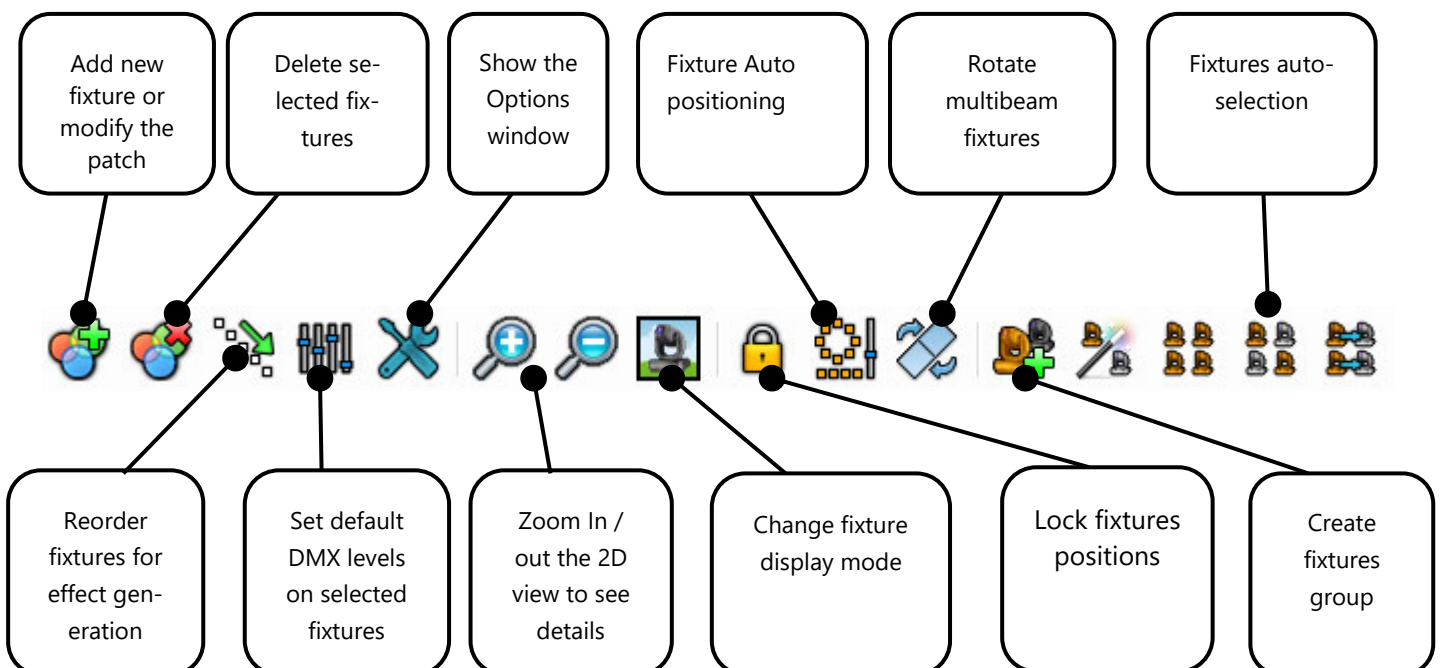 Add new
fixture or
modify the
patch
Delete se-
lected fix-
tures
Show the
Options
window
Fixture Auto
positioning
Rotate
multibeam
fixtures
Fixtures auto-
selection
Reorder
fixtures for
effect gen-
eration
Set default
DMX levels
on selected
fixtures
Zoom In /
out the 2D
view to see
details
Change fixture
display mode
Lock fixtures
positions
Create
fixtures
group